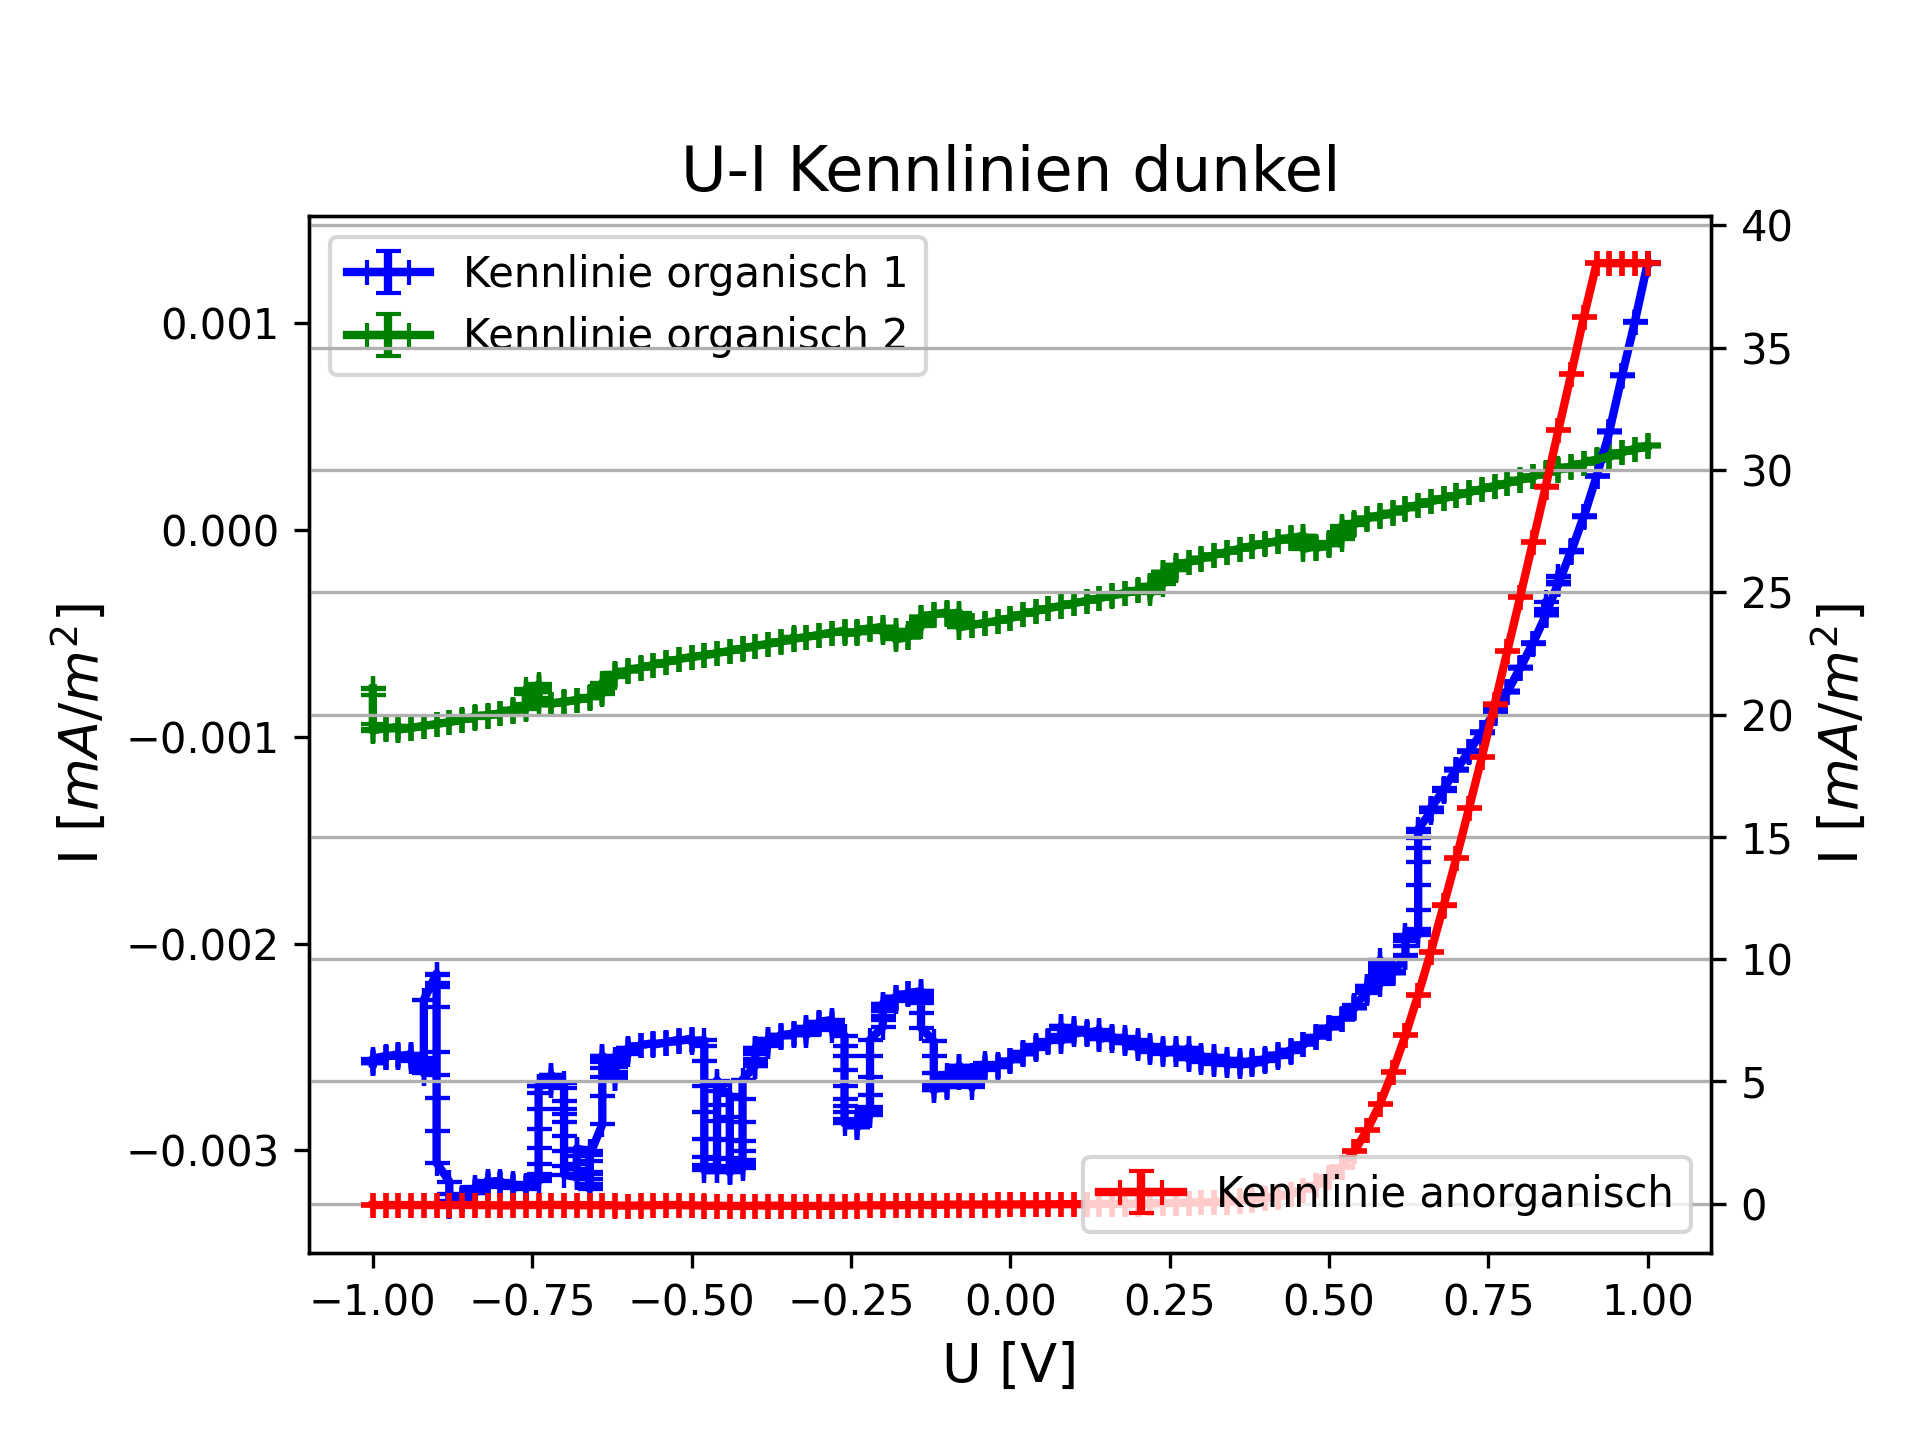 U-I Kennlinien dunkel
Kennlinie organisch 1
Kennlinie organisch 2
Kennlinie anorganisch
I [mA/m²]
0.001
0.000
−0.001
−0.002
−0.003
40
35
30
25
20
15
10
5
0
I [mA/m²]
−1.00 −0.75 −0.50 −0.25 0.00 0.25 0.50 0.75 1.00
U [V]